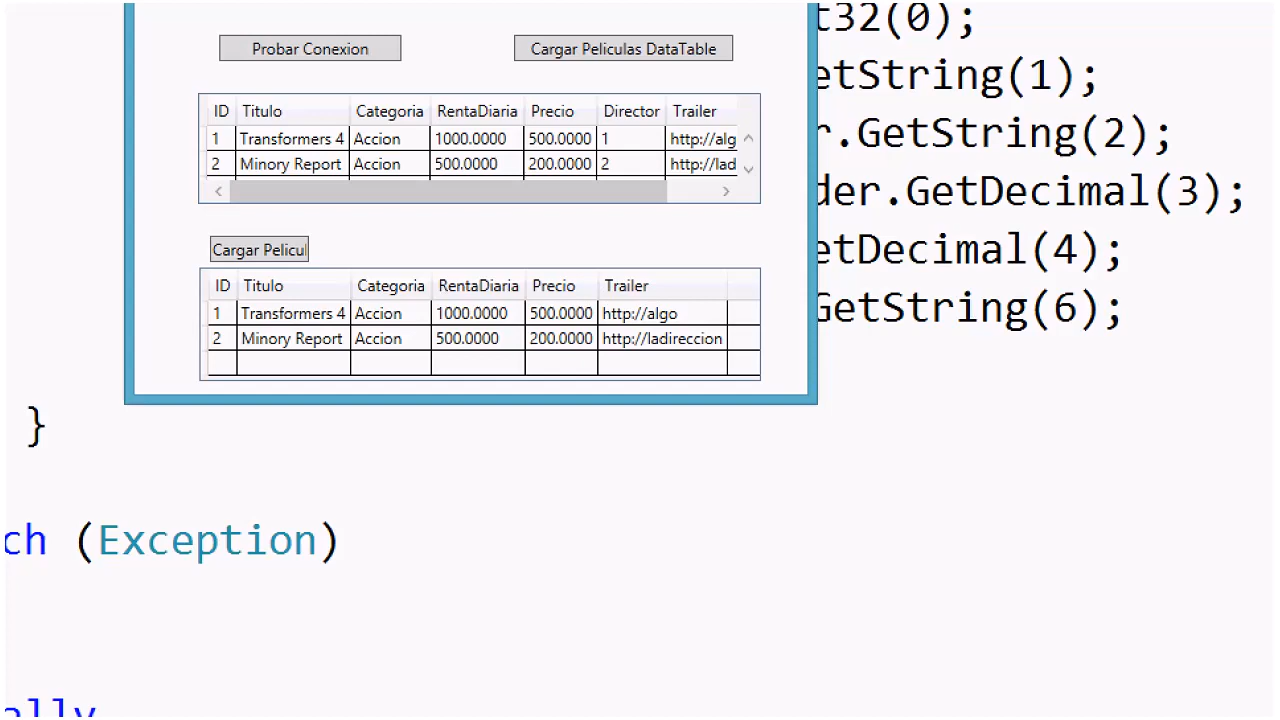 Probar Conexion Cargar Peliculas DataTable
ID Titulo Categoria RentaDiaria Precio Director Trailer
1 Transformers 4 Accion 1000.0000 500.0000 1 http://alg
2 Minory Report Accion 500.0000 200.0000 2 http://lad
Cargar Pelicul
ID Titulo Categoria RentaDiaria Precio Trailer
1 Transformers 4 Accion 1000.0000 500.0000 http://algo
2 Minory Report Accion 500.0000 200.0000 http://ladireccion
t32(0);
etString(1);
r.GetString(2);
der.GetDecimal(3);
etDecimal(4);
GetString(6);
}
ch (Exception)
ally